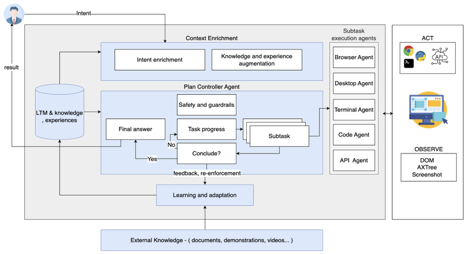 Intent
Context Enrichment
Intent enrichment
Knowledge and experience
augmentation
Subtask
execution agents
ACT
API
result
LTM & knowledge
, experiences
Plan Controller Agent
Safety and guardrails
Final answer
Task progress
Subtask
No
Conclude?
Yes
feedback, re-enforcement
Learning and adaptation
Browser Agent
Desktop Agent
Terminal Agent
Code Agent
API Agent
OBSERVE
DOM
AXTree
Screenshot
External Knowledge - ( documents, demonstrations, videos... )